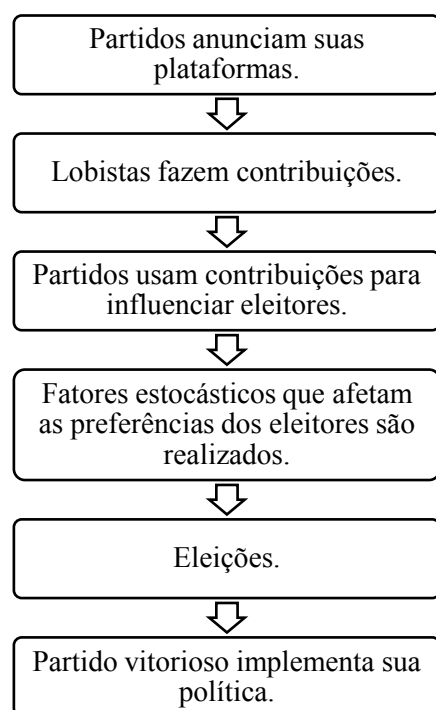 Partidos anunciam suas
plataformas.
Lobistas fazem contribuições.
Partidos usam contribuições para
influenciar eleitores.
Fatores estocásticos que afetam
as preferências dos eleitores são
realizados.
Eleições.
Partido vitorioso implementa sua
política.